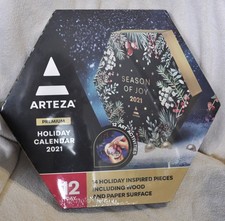 SEASON
OF JOY
2021
ARTEZA
PREMIUM
HOLIDAY
CALENDAR
2021
12
HOLIDAY INSPIRED PIECES
INCLUDING WOOD
AND PAPER SURFACE